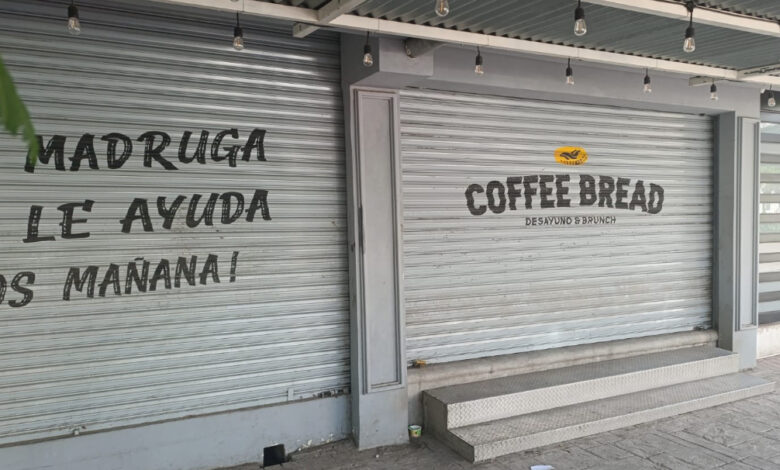 MADRUGA
LE AYUDA
OS MAÑANA!
COFFEE BREAD
DESAYUNO & BRUNCH